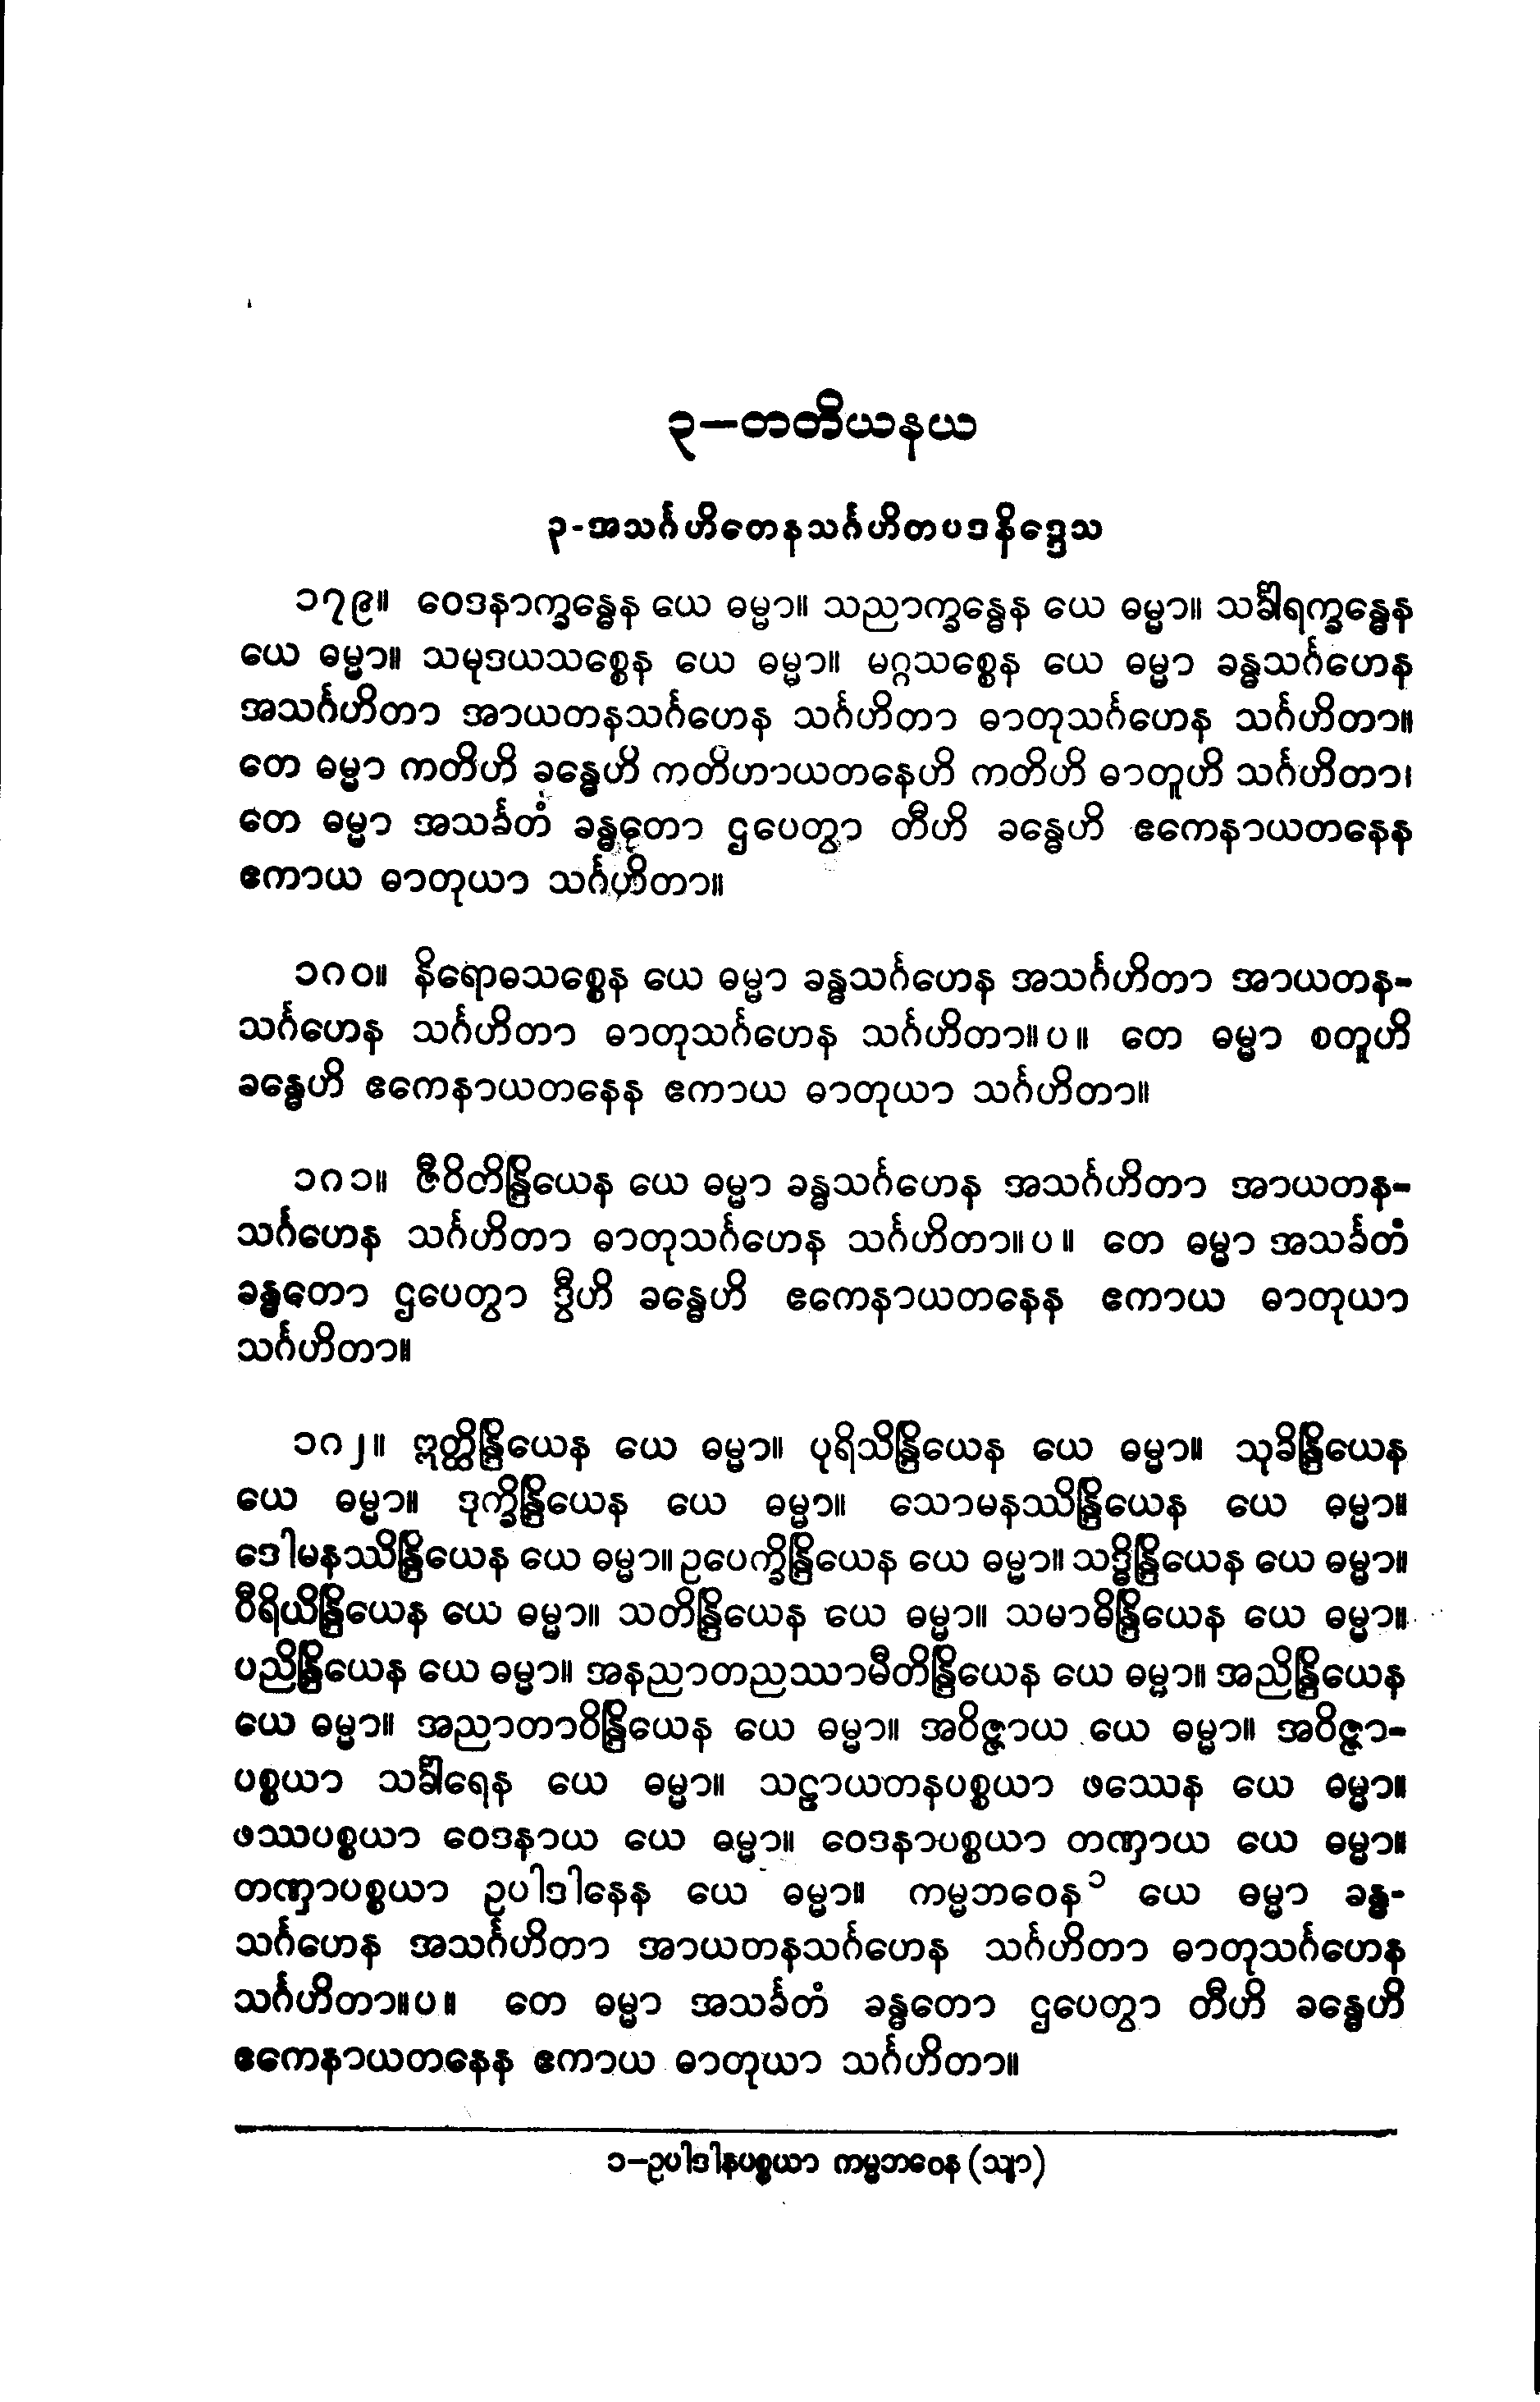 ၃–တတိယနယ
၃-အသင်္ဂဟိတေနသင်္ဂဟိတပဒနိဒ္ဒေသ
၁၇၉။ ဝေဒနာက္ခန္ဓေန ယေ ဓမ္မာ။ သညာက္ခန္ဓေန ယေ ဓမ္မာ။ သင်္ခါရက္ခန္ဓေန
ယေ ဓမ္မာ။ သမုဒယသစ္စေန ယေ ဓမ္မာ။ မဂ္ဂသစ္စေန ယေ ဓမ္မာ ခန္ဓသင်္ဂဟေန
အသင်္ဂဟိတာ အာယတနသင်္ဂဟေန သင်္ဂဟိတာ ဓာတုသင်္ဂဟေန သင်္ဂဟိတာ။
တေ ဓမ္မာ ကတိဟိ ခန္ဓေဟိ ကတိဟာယတနေဟိ ကတိဟိ ဓာတူဟိ သင်္ဂဟိတာ၊
တေ ဓမ္မာ အသင်္ခတံ ခန္ဓတော ဌပေတွာ တီဟိ ခန္ဓေဟိ ဧကေနာယတနေန
ဧကာယ ဓာတုယာ သင်္ဂဟိတာ။
၁၈၀။ နိရောဓသစ္စေန ယေ ဓမ္မာ ခန္ဓသင်္ဂဟေန အသင်္ဂဟိတာ အာယတန-
သင်္ဂဟေန သင်္ဂဟိတာ ဓာတုသင်္ဂဟေန သင်္ဂဟိတာ။ပ။ တေ ဓမ္မာ စတူဟိ
ခန္ဓေဟိ ဧကေနာယတနေန ဧကာယ ဓာတုယာ သင်္ဂဟိတာ။
၁၈၁။ ဇီဝိတိန္ဒြိယေန ယေ ဓမ္မာ ခန္ဓသင်္ဂဟေန အသင်္ဂဟိတာ အာယတန-
သင်္ဂဟေန သင်္ဂဟိတာ ဓာတုသင်္ဂဟေန သင်္ဂဟိတာ။ပ။ တေ ဓမ္မာ အသင်္ခတံ
ခန္ဓတော ဌပေတွာ ဒွီဟိ ခန္ဓေဟိ ဧကေနာယတနေန ဧကာယ ဓာတုယာ
သင်္ဂဟိတာ။
၁၈၂။ ဣတ္ထိန္ဒြိယေန ယေ ဓမ္မာ။ ပုရိသိန္ဒြိယေန ယေ ဓမ္မာ။ သုခိန္ဒြိယေန
ယေ ဓမ္မာ။ ဒုက္ခိန္ဒြိယေန ယေ ဓမ္မာ။ သောမနဿိန္ဒြိယေန ယေ ဓမ္မာ။
ဒေါမနဿိန္ဒြိယေန ယေ ဓမ္မာ။ ဥပေက္ခိန္ဒြိယေန ယေ ဓမ္မာ။ သဒ္ဓိန္ဒြိယေန ယေ ဓမ္မာ။
ဝီရိယိန္ဒြိယေန ယေ ဓမ္မာ။ သတိန္ဒြိယေန ယေ ဓမ္မာ။ သမာဓိန္ဒြိယေန ယေ ဓမ္မာ။
ပညိန္ဒြိယေန ယေ ဓမ္မာ။ အနညာတညဿာမီတိန္ဒြိယေန ယေ ဓမ္မာ။ အညိန္ဒြိယေန
ယေ ဓမ္မာ။ အညာတာဝိန္ဒြိယေန ယေ ဓမ္မာ။ အဝိဇ္ဇာယ ယေ ဓမ္မာ။ အဝိဇ္ဇာ-
ပစ္စယာ သင်္ခါရေန ယေ ဓမ္မာ။ သဠာယတနပစ္စယာ ဖဿေန ယေ ဓမ္မာ။
ဖဿပစ္စယာ ဝေဒနာယ ယေ ဓမ္မာ။ ဝေဒနာပစ္စယာ တဏှာယ ယေ ဓမ္မာ။
တဏှာပစ္စယာ ဥပါဒါနေန ယေ ဓမ္မာ။ ကမ္မဘဝေန၁ ယေ ဓမ္မာ ခန္ဓ-
သင်္ဂဟေန အသင်္ဂဟိတာ အာယတနသင်္ဂဟေန သင်္ဂဟိတာ ဓာတုသင်္ဂဟေန
သင်္ဂဟိတာ။ပ။ တေ ဓမ္မာ အသင်္ခတံ ခန္ဓတော ဌပေတွာ တီဟိ ခန္ဓေဟိ
ဧကေနာယတနေန ဧကာယ ဓာတုယာ သင်္ဂဟိတာ။
၁–ဥပါဒါနပစ္စယာ ကမ္မဘဝေန (သျာ)